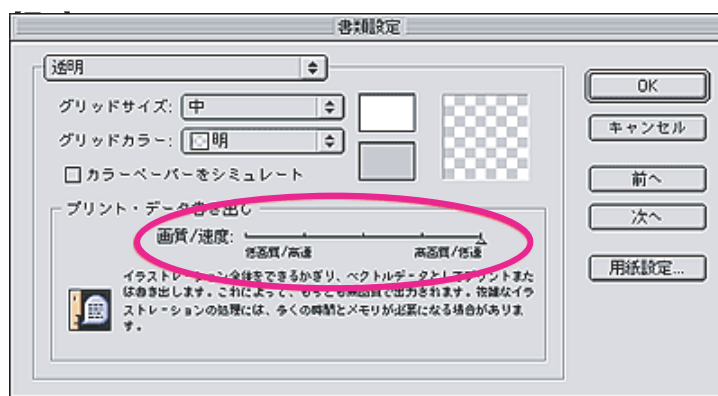 書類設定
透明
グリッドサイズ: 中
グリッドカラー: 明
カラーペーパーをシミュレート
OK
キャンセル
前へ
次へ
用紙設定...
プリント・データ書き出し
画質/速度:
低画質/高速 高画質/低速
イラストレーション全体をできるかぎり、ベクトルデータとしてプリントまた
は書き出します。これによって、もっとも高画質で出力されます。複雑なイラ
ストレーションの処理には、多くの時間とメモリが必要になる場合がありま
す。